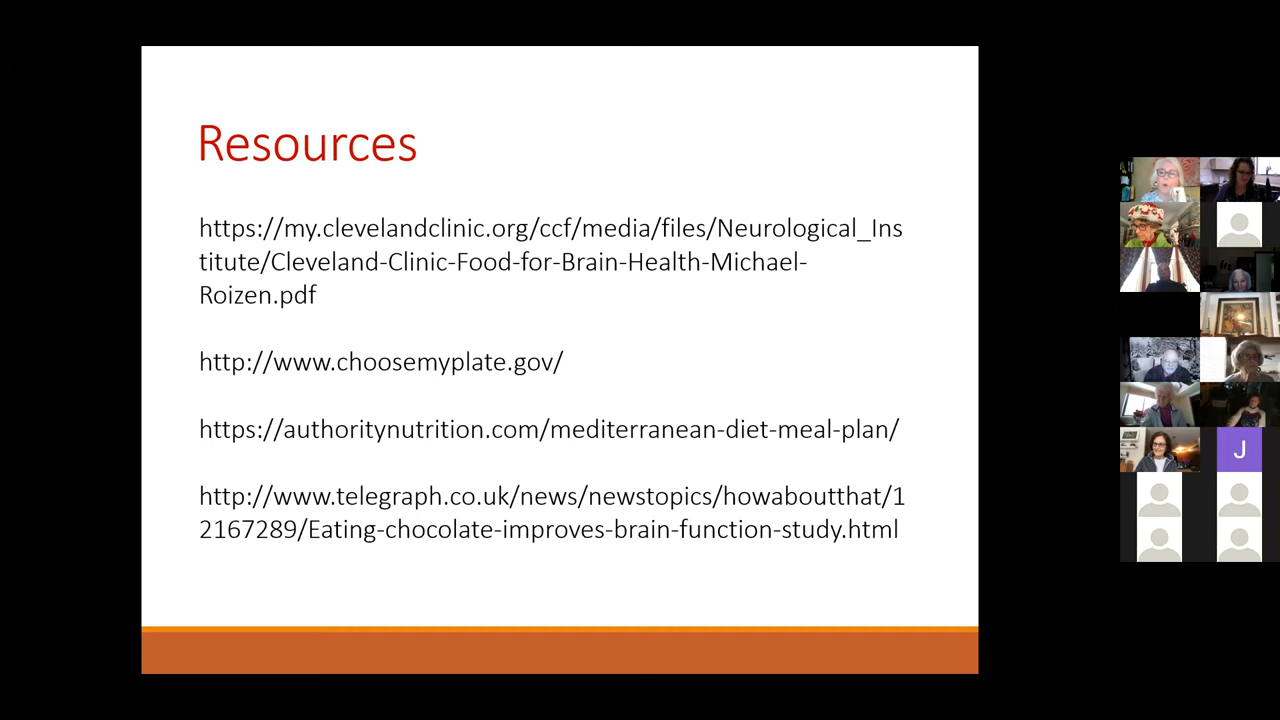 Resources
https://my.clevelandclinic.org/ccf/media/files/Neurological_Ins
titute/Cleveland-Clinic-Food-for-Brain-Health-Michael-
Roizen.pdf
http://www.choosemyplate.gov/
https://authoritynutrition.com/mediterranean-diet-meal-plan/
http://www.telegraph.co.uk/news/newstopics/howaboutthat/1
2167289/Eating-chocolate-improves-brain-function-study.html
J